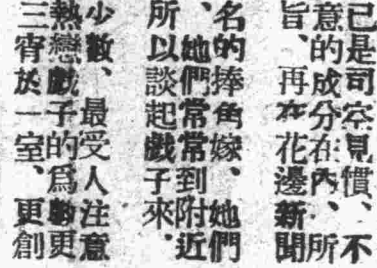 已是司空見慣、不
意的成分在內、所
旨、再在花邊新聞
名的捧角嫁、她們
、她們常常到附近
所以談起戲子來、
少數、最受人注意
熱戀戲子的爲更
三宵於一室、更創